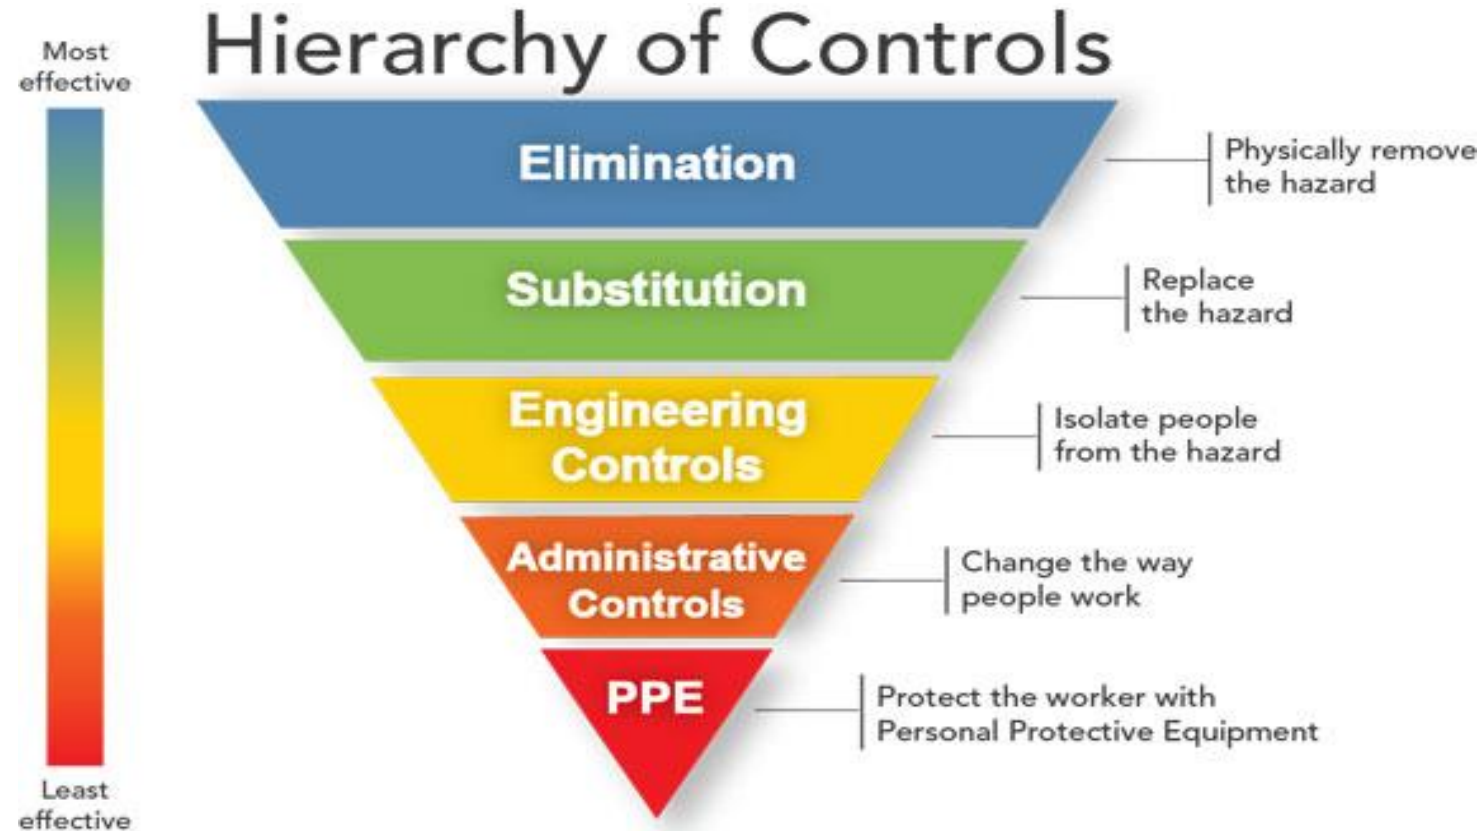 Hierarchy of Controls
Most
effective
Elimination
Physically remove
the hazard
Substitution
Replace
the hazard
Engineering
Controls
Isolate people
from the hazard
Administrative
Controls
Change the way
people work
PPE
Protect the worker with
Personal Protective Equipment
Least
effective